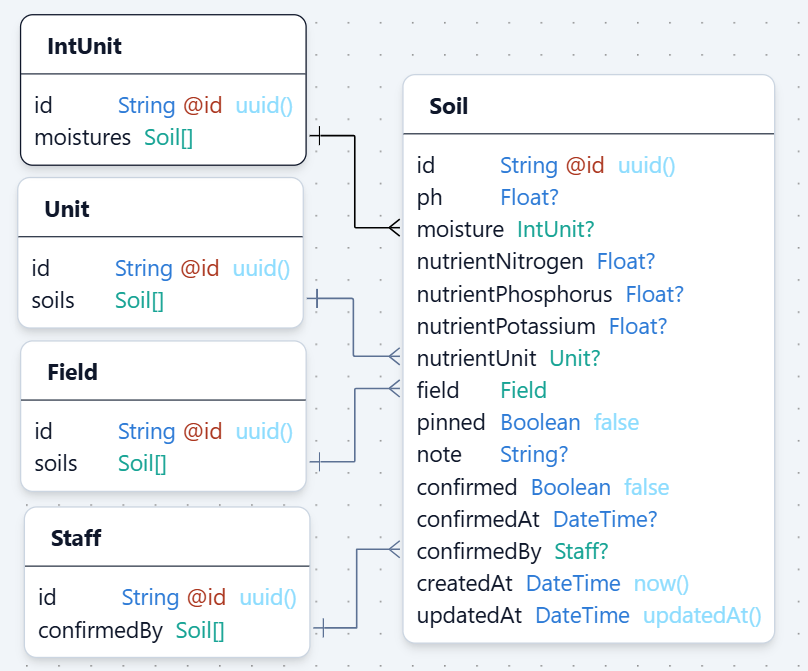 IntUnit
id String @id uuid()
moistures Soil[]
Unit
id String @id uuid()
soils Soil[]
Field
id String @id uuid()
soils Soil[]
Staff
id String @id uuid()
confirmedBy Soil[]
Soil
id String @id uuid()
ph Float?
moisture IntUnit?
nutrientNitrogen Float?
nutrientPhosphorus Float?
nutrientPotassium Float?
nutrientUnit Unit?
field Field
pinned Boolean false
note String?
confirmed Boolean false
confirmedAt DateTime?
confirmedBy Staff?
createdAt DateTime now()
updatedAt DateTime updatedAt()